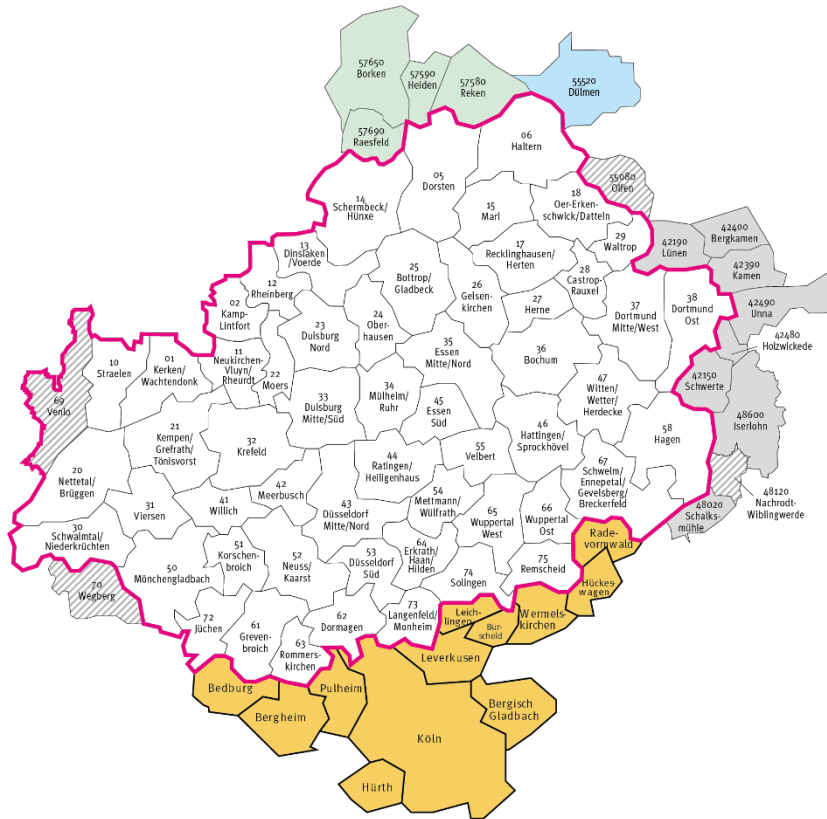 57650
Borken
57590
Heiden
57580
Reken
55520
Dülmen
57690
Raesfeld
06
Haltern
05
Dorsten
55080
Olfen
14
Schermbeck/
Hünxe
15
Marl
18
Oer-Erken-
schwick/Datteln
29
Waltrop
42190
Lünen
42400
Bergkamen
42390
Kamen
42490
Unna
42480
Holzwickede
42150
Schwerte
48600
Iserlohn
48120
Nachrodt-
Wiblingwerde
48020
Schalks-
mühle
13
Dinslaken
/Voerde
17
Recklinghausen/
Herten
12
Rheinberg
25
Bottrop/
Gladbeck
26
Gelsen-
kirchen
28
Castrop-
Rauxel
27
Herne
37
Dortmund
Mitte/West
38
Dortmund
Ost
02
Kamp-
Lintfort
24
Ober-
hausen
23
Duisburg
Nord
35
Essen
Mitte/Nord
36
Bochum
10
Straelen
01
Kerken/
Wachtendonk
11
Neukirchen-
Vluyn/
Rheurdt
22
Moers
69
Venlo
33
Duisburg
Mitte/Süd
34
Mülheim/
Ruhr
45
Essen
Süd
47
Witten/
Wetter/
Herdecke
58
Hagen
21
Kempen/
Grefrath/
Tönisvorst
32
Krefeld
44
Ratingen/
Heiligenhaus
55
Velbert
46
Hattingen/
Sprockhövel
67
Schwelm/
Ennepetal/
Gevelsberg/
Breckerfeld
20
Nettetal/
Brüggen
31
Viersen
41
Willich
42
Meerbusch
43
Düsseldorf
Mitte/Nord
54
Mettmann/
Wülfrath
65
Wuppertal
West
66
Wuppertal
Ost
30
Schwalmtal/
Niederkrüchten
51
Korschen-
broich
52
Neuss/
Kaarst
53
Düsseldorf
Süd
64
Erkrath/
Haan/
Hilden
74
Solingen
75
Remscheid
50
Mönchengladbach
70
Wegberg
72
Jüchen
61
Greven-
broich
63
Rommers-
kirchen
62
Dormagen
73
Langenfeld/
Monheim
Rade-
vormwald
Hückes-
wagen
Wermels-
kirchen
Leich-
lingen
Bur-
scheid
Leverkusen
Bedburg
Bergheim
Pulheim
Köln
Bergisch
Gladbach
Hürth